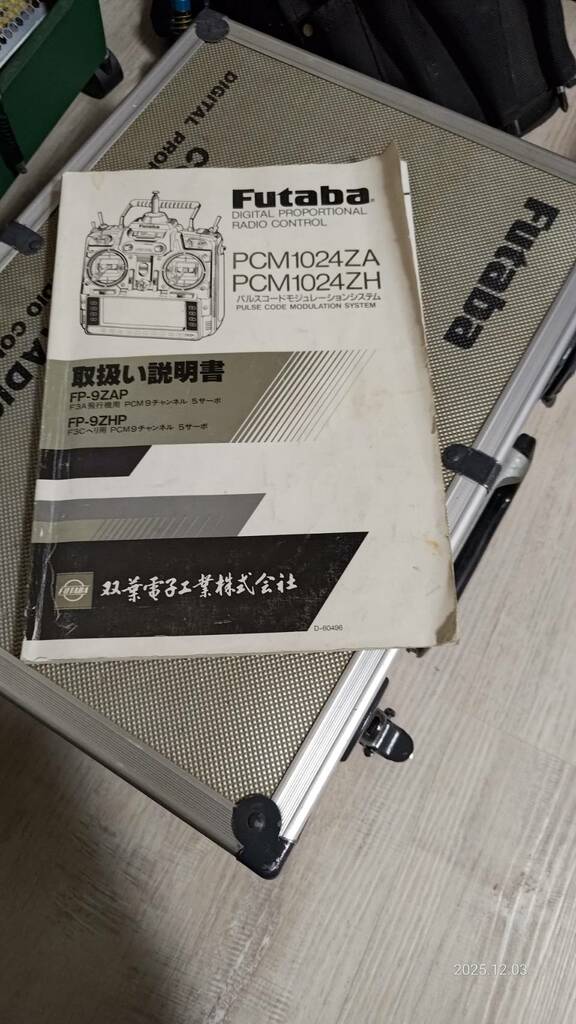 Futaba®
DIGITAL PROPORTIONAL
RADIO CONTROL
PCM1024ZA
PCM1024ZH
パルスコードモジュレーションシステム
PULSE CODE MODULATION SYSTEM
取扱い説明書
FP-9ZAP
F3A飛行機用 PCM9チャンネル 5サーボ
FP-9ZHP
F3Cヘリ用 PCM9チャンネル 5サーボ
FUTABA
双葉電子工業株式会社
D-60496
Futaba
DIGITAL
2025.12.03